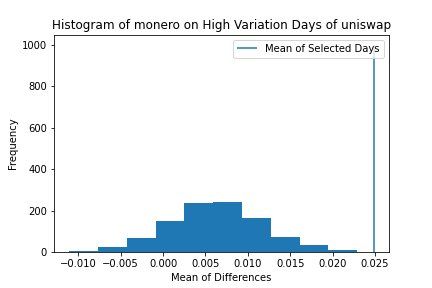 Histogram of monero on High Variation Days of uniswap
Mean of Selected Days
1000
800
600
400
200
0
Frequency
−0.010 −0.005 0.000 0.005 0.010 0.015 0.020 0.025
Mean of Differences